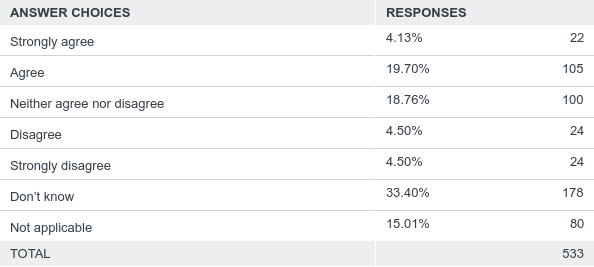 ANSWER CHOICES RESPONSES
Strongly agree 4.13% 22
Agree 19.70% 105
Neither agree nor disagree 18.76% 100
Disagree 4.50% 24
Strongly disagree 4.50% 24
Don’t know 33.40% 178
Not applicable 15.01% 80
TOTAL 533